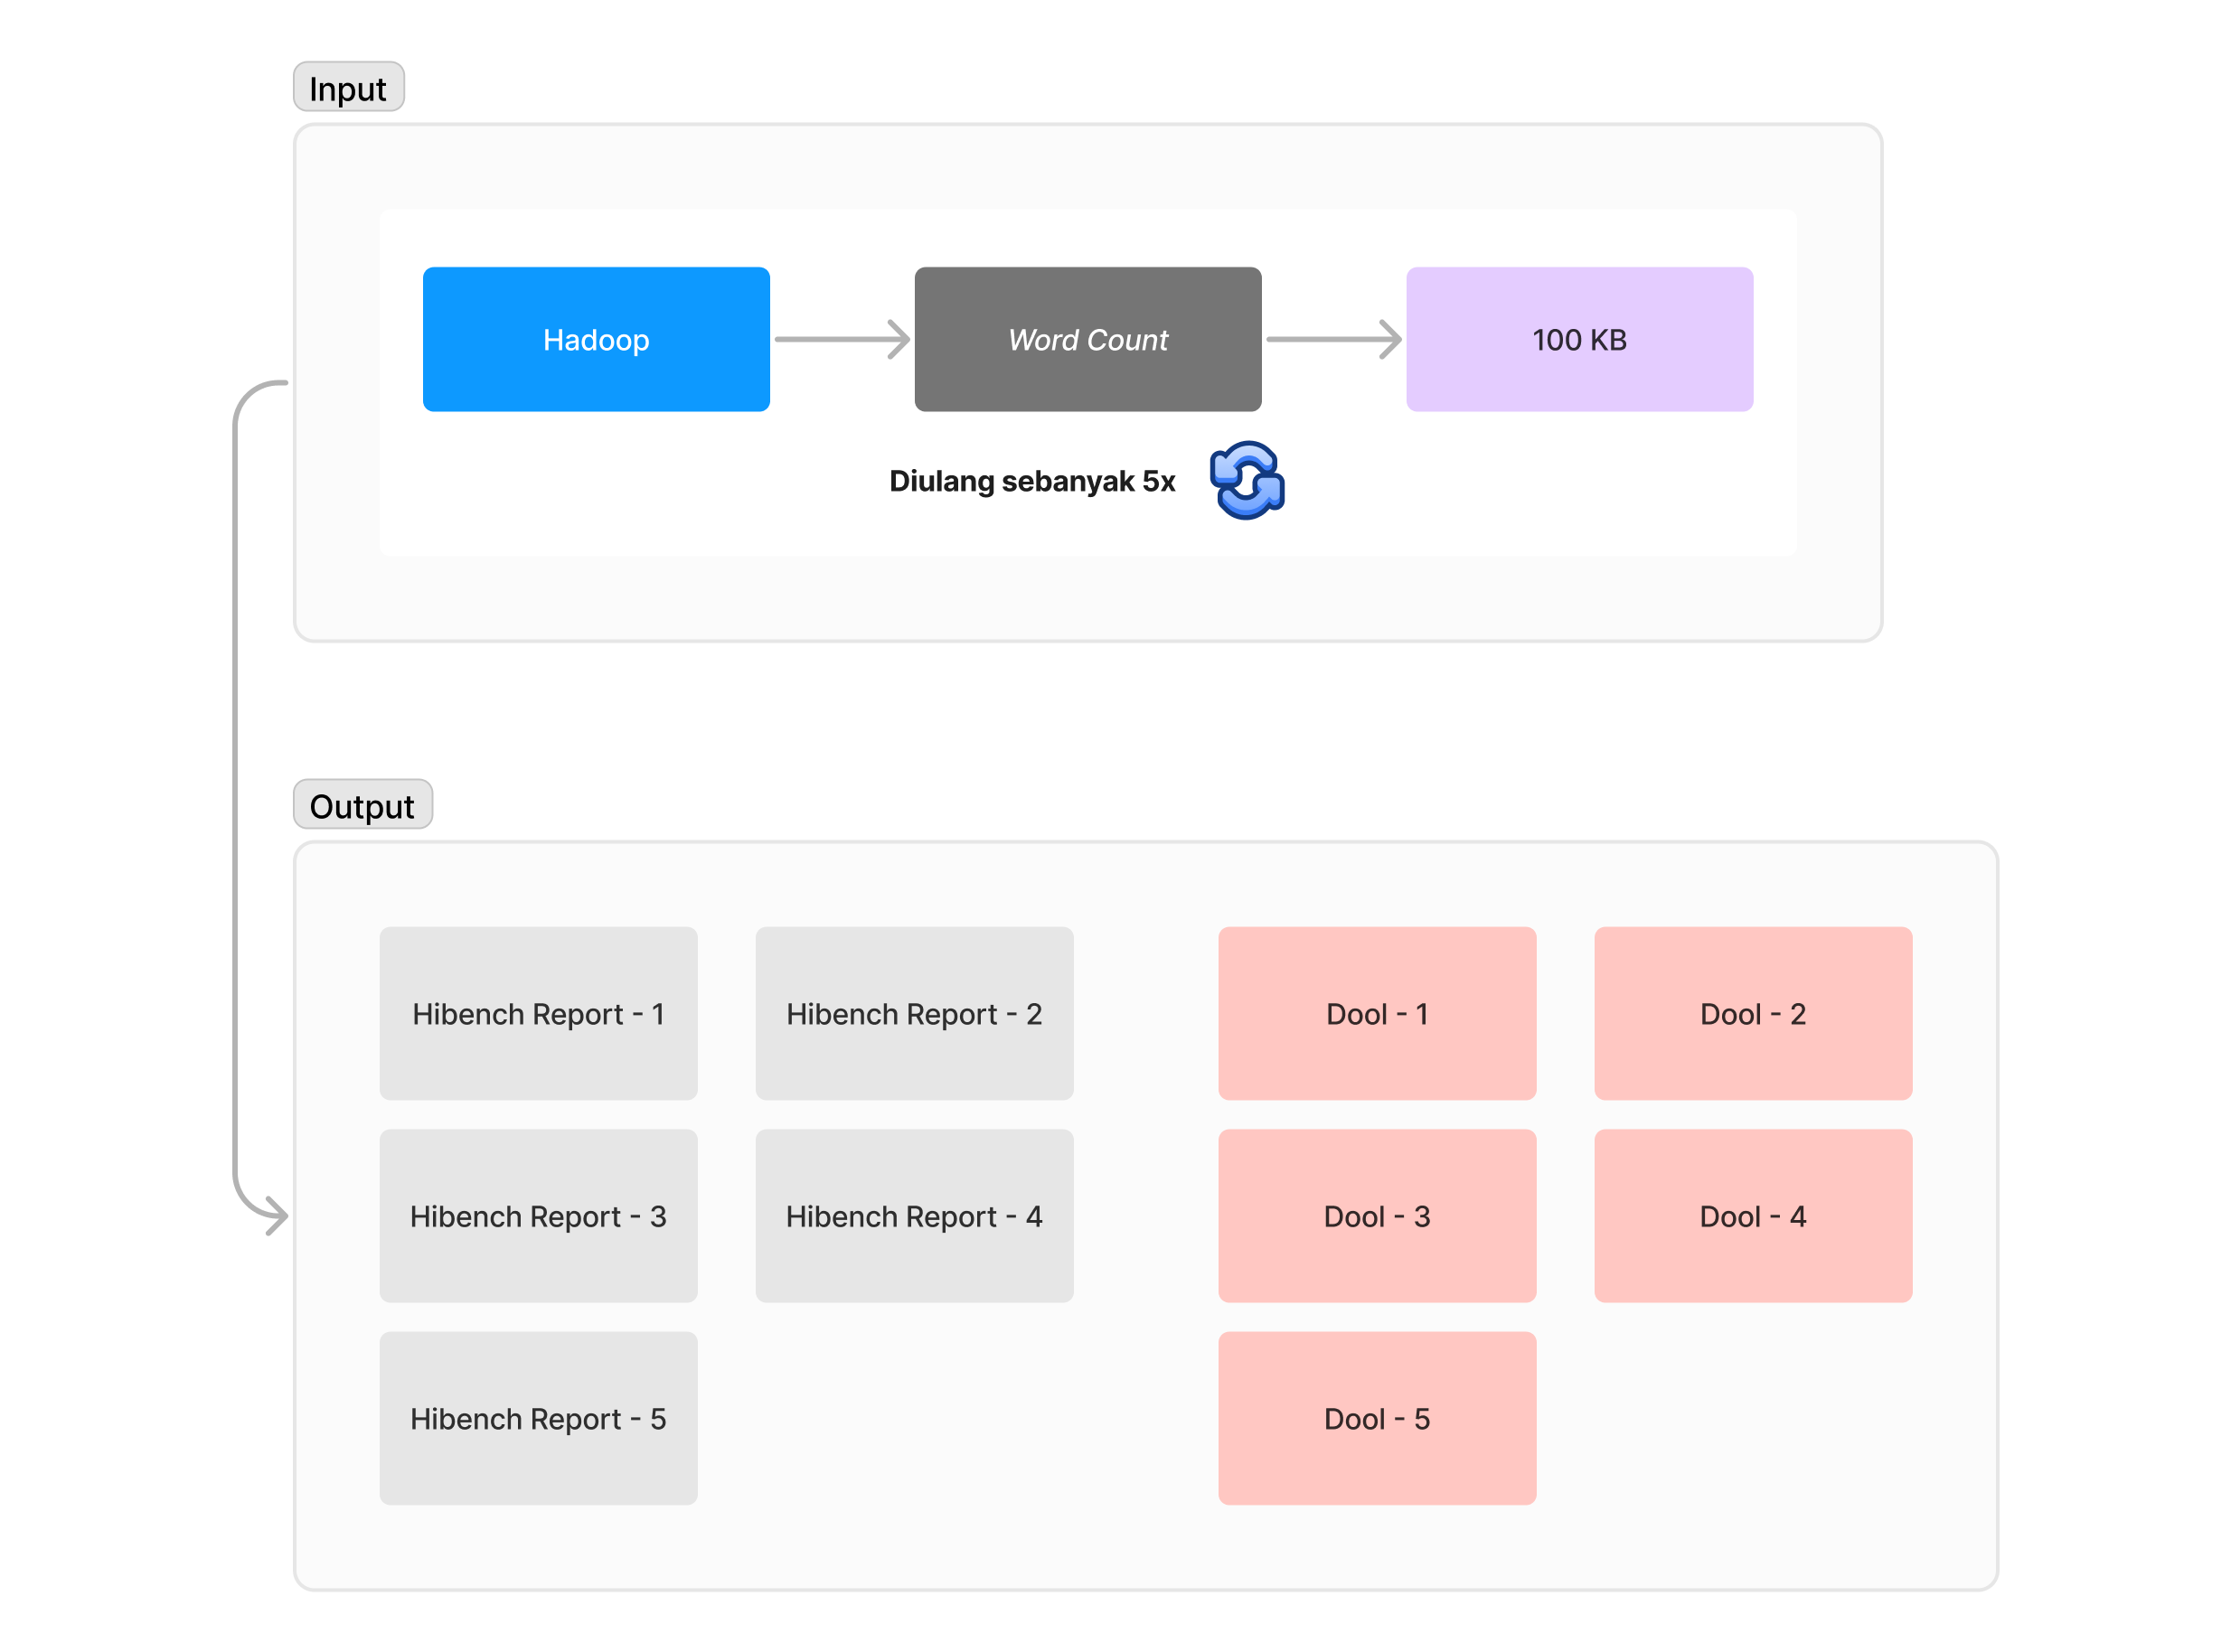 Input
Hadoop
Word Count
100 KB
Diulang sebanyak 5x
Output
Hibench Report - 1
Hibench Report - 2
Dool - 1
Dool - 2
Hibench Report - 3
Hibench Report - 4
Dool - 3
Dool - 4
Hibench Report - 5
Dool - 5